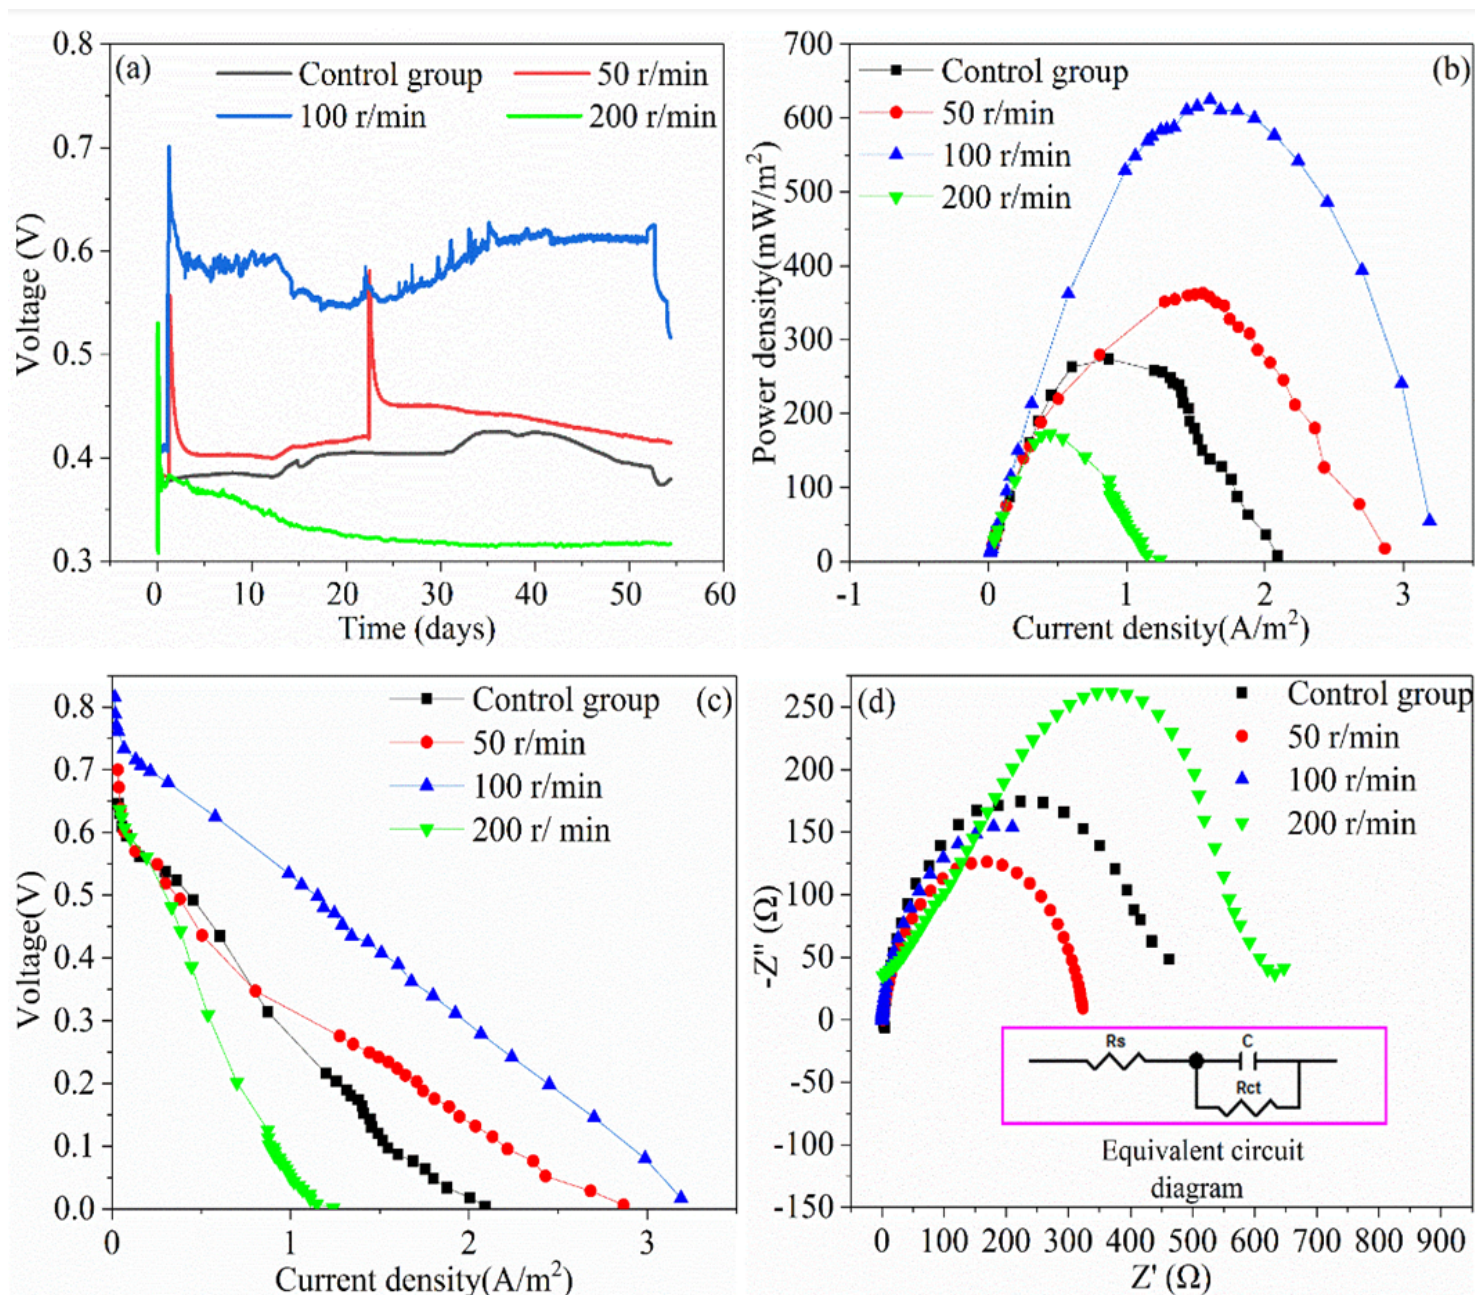 (a)
Control group
50 r/min
100 r/min
200 r/min
0.8
0.7
0.6
0.5
0.4
0.3
Voltage (V)
0 10 20 30 40 50 60
Time (days)
(b)
Control group
50 r/min
100 r/min
200 r/min
700
600
500
400
300
200
100
0
Power density(mW/m²)
-1 0 1 2 3
Current density(A/m²)
(c)
Control group
50 r/min
100 r/min
200 r/ min
0.8
0.7
0.6
0.5
0.4
0.3
0.2
0.1
0.0
Voltage(V)
0 1 2 3
Current density(A/m²)
(d)
Control group
50 r/min
100 r/min
200 r/min
250
200
150
100
50
0
-50
-100
-150
-Z'' (Ω)
Rs
C
Rct
Equivalent circuit
diagram
0 100 200 300 400 500 600 700 800 900
Z' (Ω)